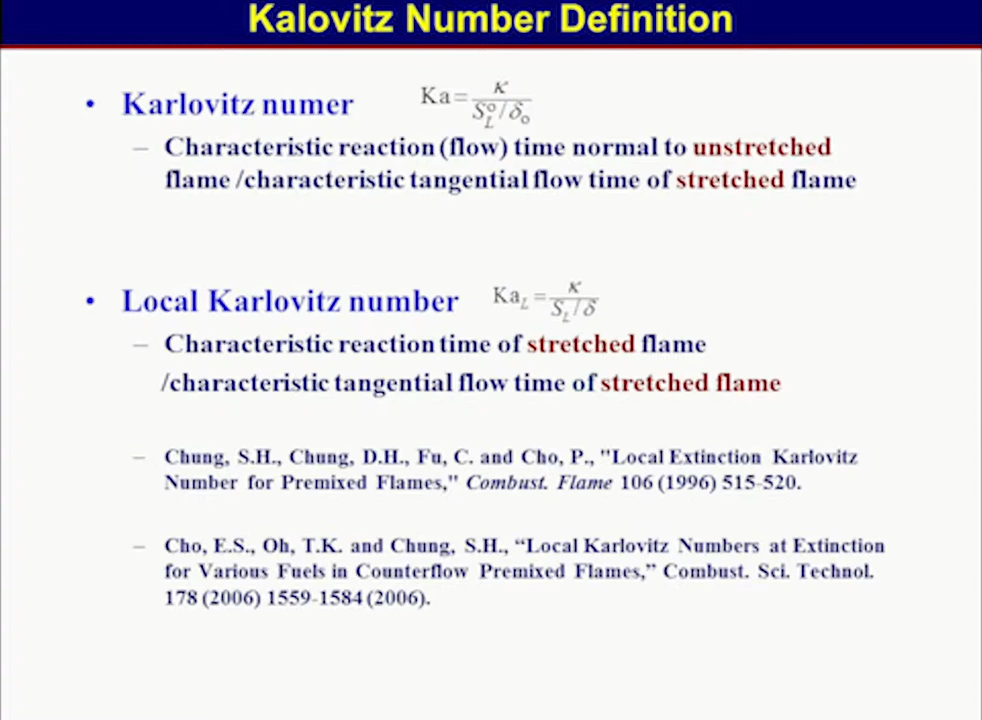 Kalovitz Number Definition
• Karlovitz numer Ka = κ / (S_L^o/δ_o)
– Characteristic reaction (flow) time normal to unstretched
flame /characteristic tangential flow time of stretched flame
• Local Karlovitz number Ka_L = κ / (S_L/δ)
– Characteristic reaction time of stretched flame
/characteristic tangential flow time of stretched flame
– Chung, S.H., Chung, D.H., Fu, C. and Cho, P., "Local Extinction Karlovitz
Number for Premixed Flames," Combust. Flame 106 (1996) 515-520.
– Cho, E.S., Oh, T.K. and Chung, S.H., “Local Karlovitz Numbers at Extinction
for Various Fuels in Counterflow Premixed Flames,” Combust. Sci. Technol.
178 (2006) 1559-1584 (2006).